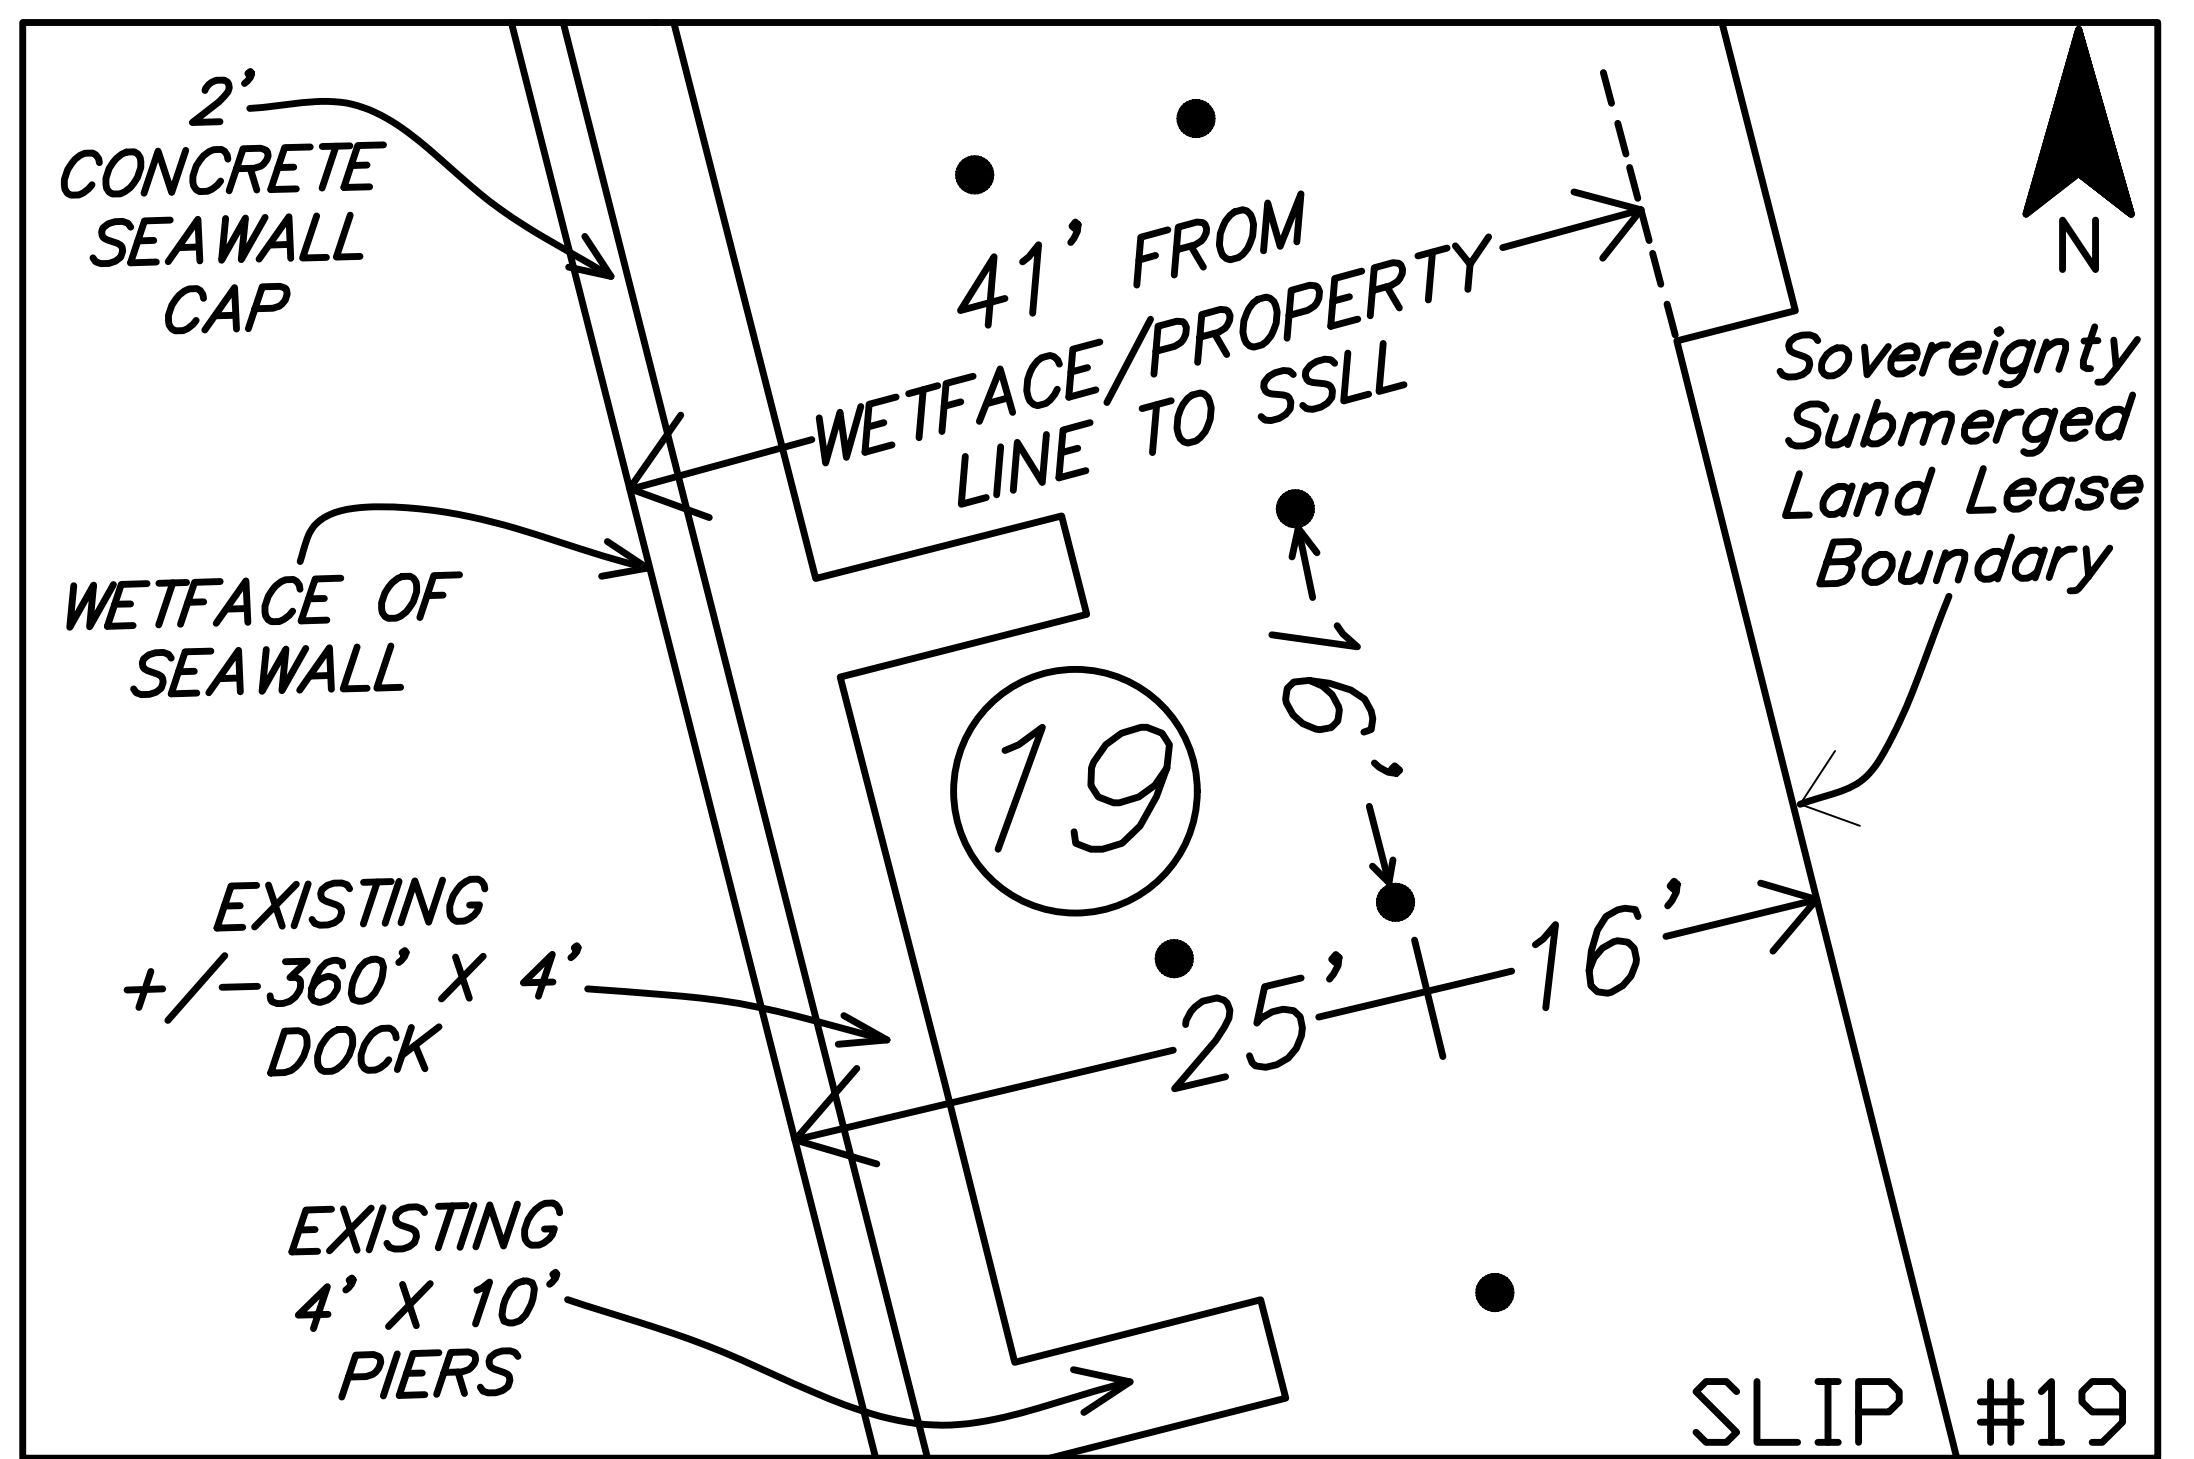 2'
CONCRETE
SEAWALL
CAP
41' FROM
WETFACE/PROPERTY
LINE TO SSLL
N
Sovereignty
Submerged
Land Lease
Boundary
WETFACE OF
SEAWALL
16'
19
EXISTING
+/-360' X 4'
DOCK
25'
16'
EXISTING
4' X 10'
PIERS
SLIP #19